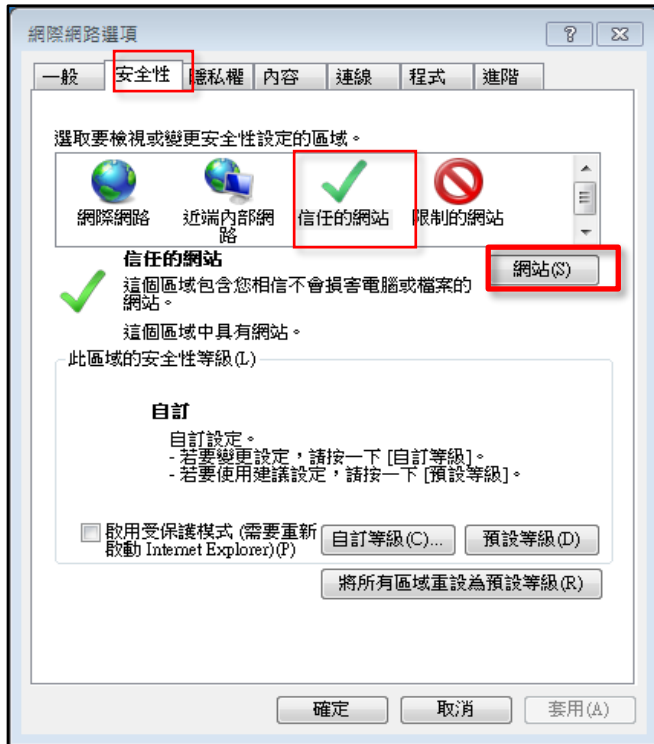 網際網路選項
一般 安全性 隱私權 內容 連線 程式 進階
選取要檢視或變更安全性設定的區域。
網際網路 近端內部網路 信任的網站 限制的網站
信任的網站
網站(S)
這個區域包含您相信不會損害電腦或檔案的
網站。
這個區域中具有網站。
此區域的安全性等級(L)
自訂
自訂設定。
- 若要變更設定，請按一下 [自訂等級]。
- 若要使用建議設定，請按一下 [預設等級]。
啟用受保護模式 (需要重新
啟動 Internet Explorer)(P)
自訂等級(C)... 預設等級(D)
將所有區域重設為預設等級(R)
確定 取消 套用(A)